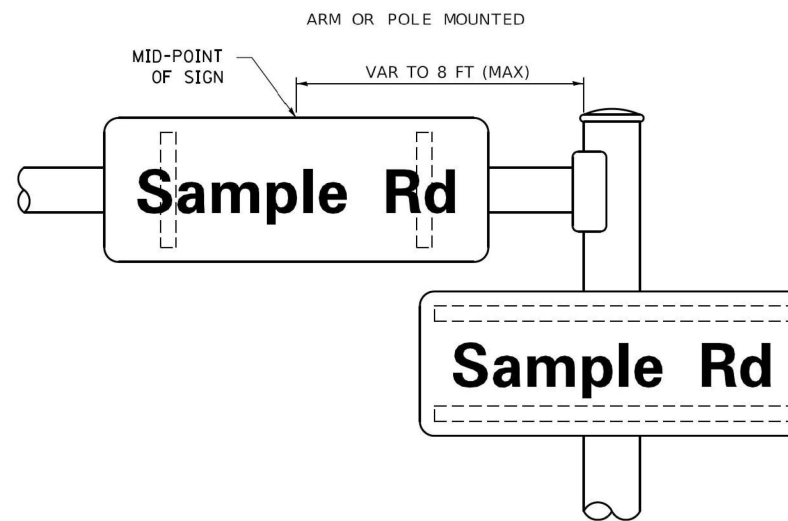 ARM OR POLE MOUNTED
MID-POINT
OF SIGN
VAR TO 8 FT (MAX)
Sample Rd
Sample Rd